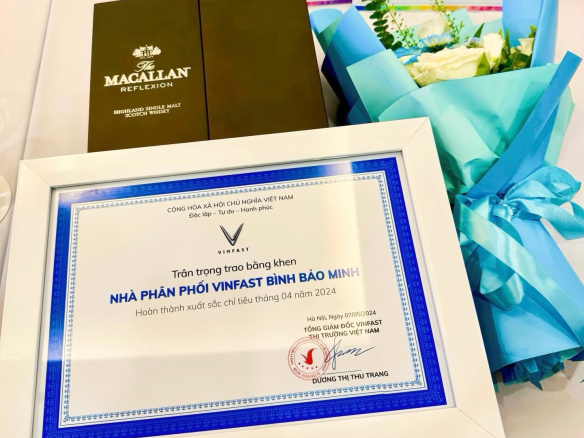 The
MACALLAN
REFLEXION
HIGHLAND SINGLE MALT
SCOTCH WHISKY
CỘNG HÒA XÃ HỘI CHỦ NGHĨA VIỆT NAM
Độc lập – Tự do – Hạnh phúc
VINFAST
Trân trọng trao bằng khen
NHÀ PHÂN PHỐI VINFAST BÌNH BẢO MINH
Hoàn thành xuất sắc chỉ tiêu tháng 04 năm 2024
Hà Nội, Ngày 07/05/2024
TỔNG GIÁM ĐỐC VINFAST
THỊ TRƯỜNG VIỆT NAM
DƯƠNG THỊ THU TRANG